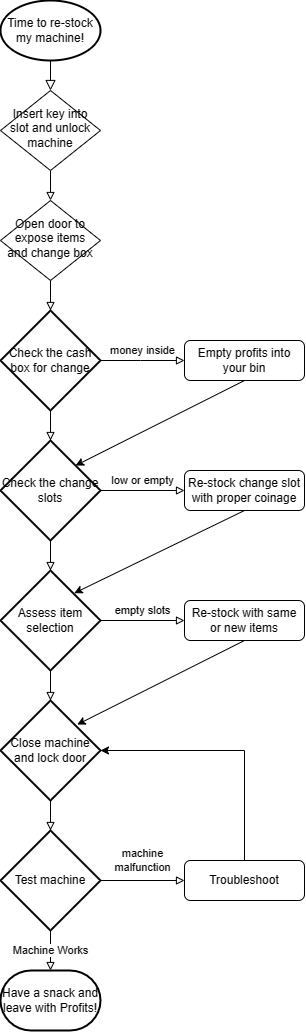 Time to re-stock
my machine!
Insert key into
slot and unlock
machine
Open door to
expose items
and change box
Check the cash
box for change
money inside
Empty profits into
your bin
Check the change
slots
low or empty
Re-stock change slot
with proper coinage
Assess item
selection
empty slots
Re-stock with same
or new items
Close machine
and lock door
Test machine
machine
malfunction
Troubleshoot
Machine Works
Have a snack and
leave with Profits!